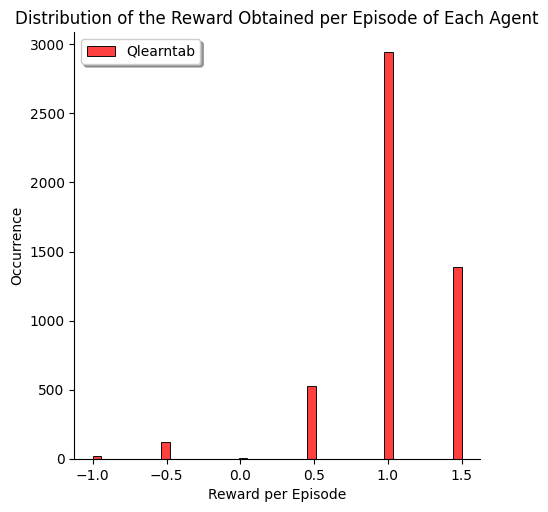 Distribution of the Reward Obtained per Episode of Each Agent
Qlearntab
3000
2500
2000
1500
1000
500
0
Occurrence
−1.0 −0.5 0.0 0.5 1.0 1.5
Reward per Episode